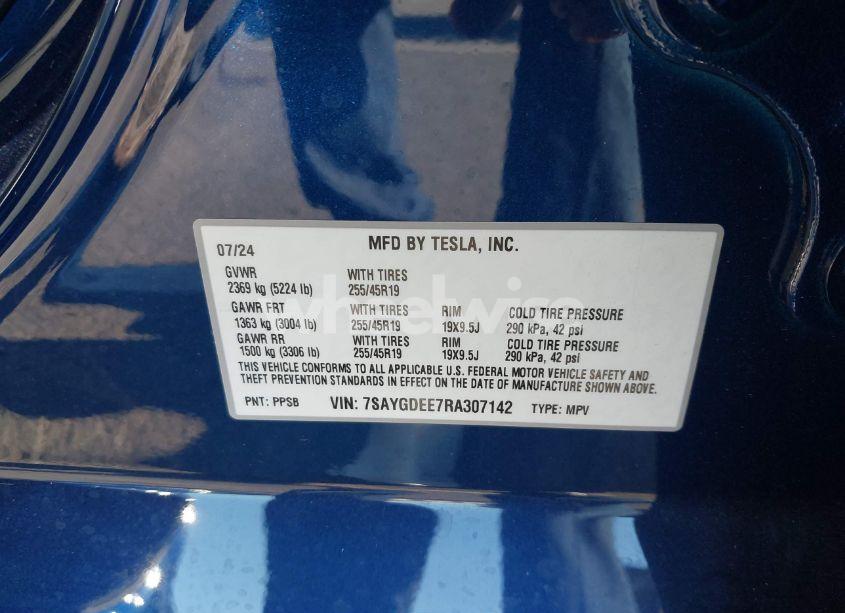 07/24 MFD BY TESLA, INC.
GVWR WITH TIRES
2369 kg (5224 lb) 255/45R19
GAWR FRT WITH TIRES RIM COLD TIRE PRESSURE
1363 kg (3004 lb) 255/45R19 19X9.5J 290 kPa, 42 psi
GAWR RR WITH TIRES RIM COLD TIRE PRESSURE
1500 kg (3306 lb) 255/45R19 19X9.5J 290 kPa, 42 psi
THIS VEHICLE CONFORMS TO ALL APPLICABLE U.S. FEDERAL MOTOR VEHICLE SAFETY AND
THEFT PREVENTION STANDARDS IN EFFECT ON THE DATE OF MANUFACTURE SHOWN ABOVE.
PNT: PPSB VIN: 7SAYGDEE7RA307142 TYPE: MPV